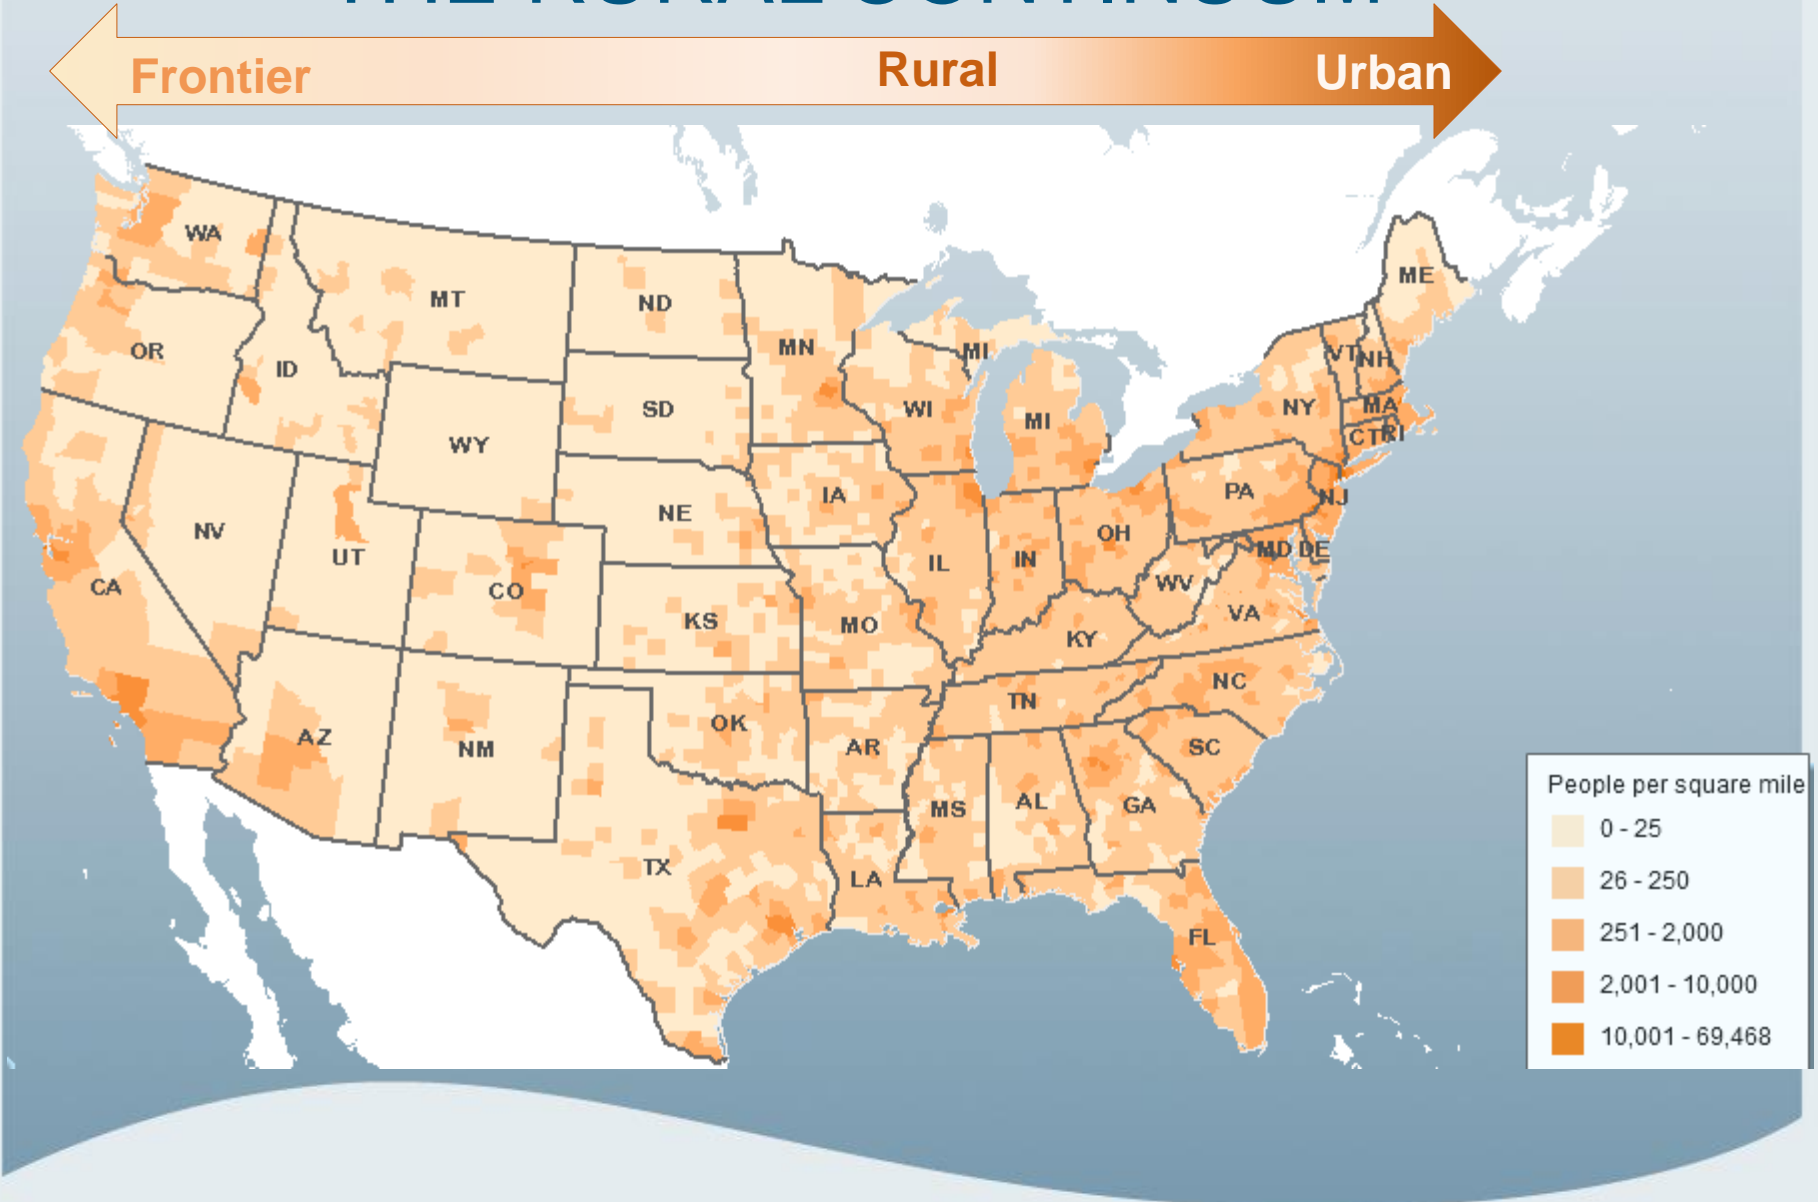 THE RURAL CONTINUUM
Frontier
Rural
Urban
WA
MT
ND
MN
ME
OR
ID
SD
WI
MI
MI
VT
NH
NY
MA
CT
RI
WY
IA
NE
PA
NJ
NV
UT
CO
IL
IN
OH
MD
DE
WV
VA
CA
KS
MO
KY
AZ
NM
OK
AR
TN
NC
SC
MS
AL
GA
TX
LA
FL
People per square mile
0 - 25
26 - 250
251 - 2,000
2,001 - 10,000
10,001 - 69,468